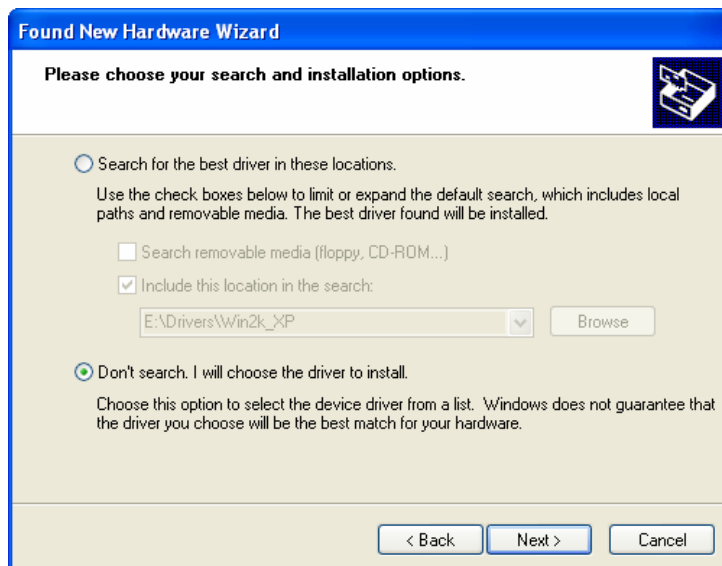 Found New Hardware Wizard
Please choose your search and installation options.
Search for the best driver in these locations.
Use the check boxes below to limit or expand the default search, which includes local
paths and removable media. The best driver found will be installed.
Search removable media (floppy, CD-ROM...)
Include this location in the search:
E:\Drivers\Win2k_XP
Browse
Don't search. I will choose the driver to install.
Choose this option to select the device driver from a list. Windows does not guarantee that
the driver you choose will be the best match for your hardware.
< Back Next > Cancel